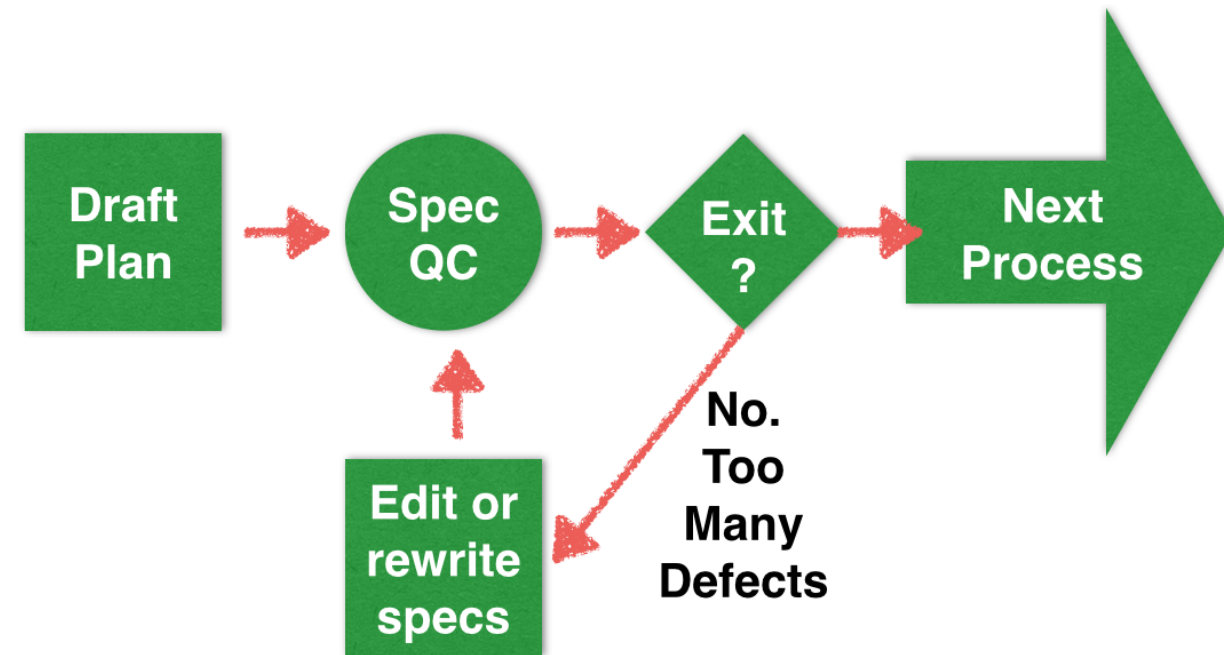 Draft
Plan
Spec
QC
Exit
?
Next
Process
No.
Too
Many
Defects
Edit or
rewrite
specs